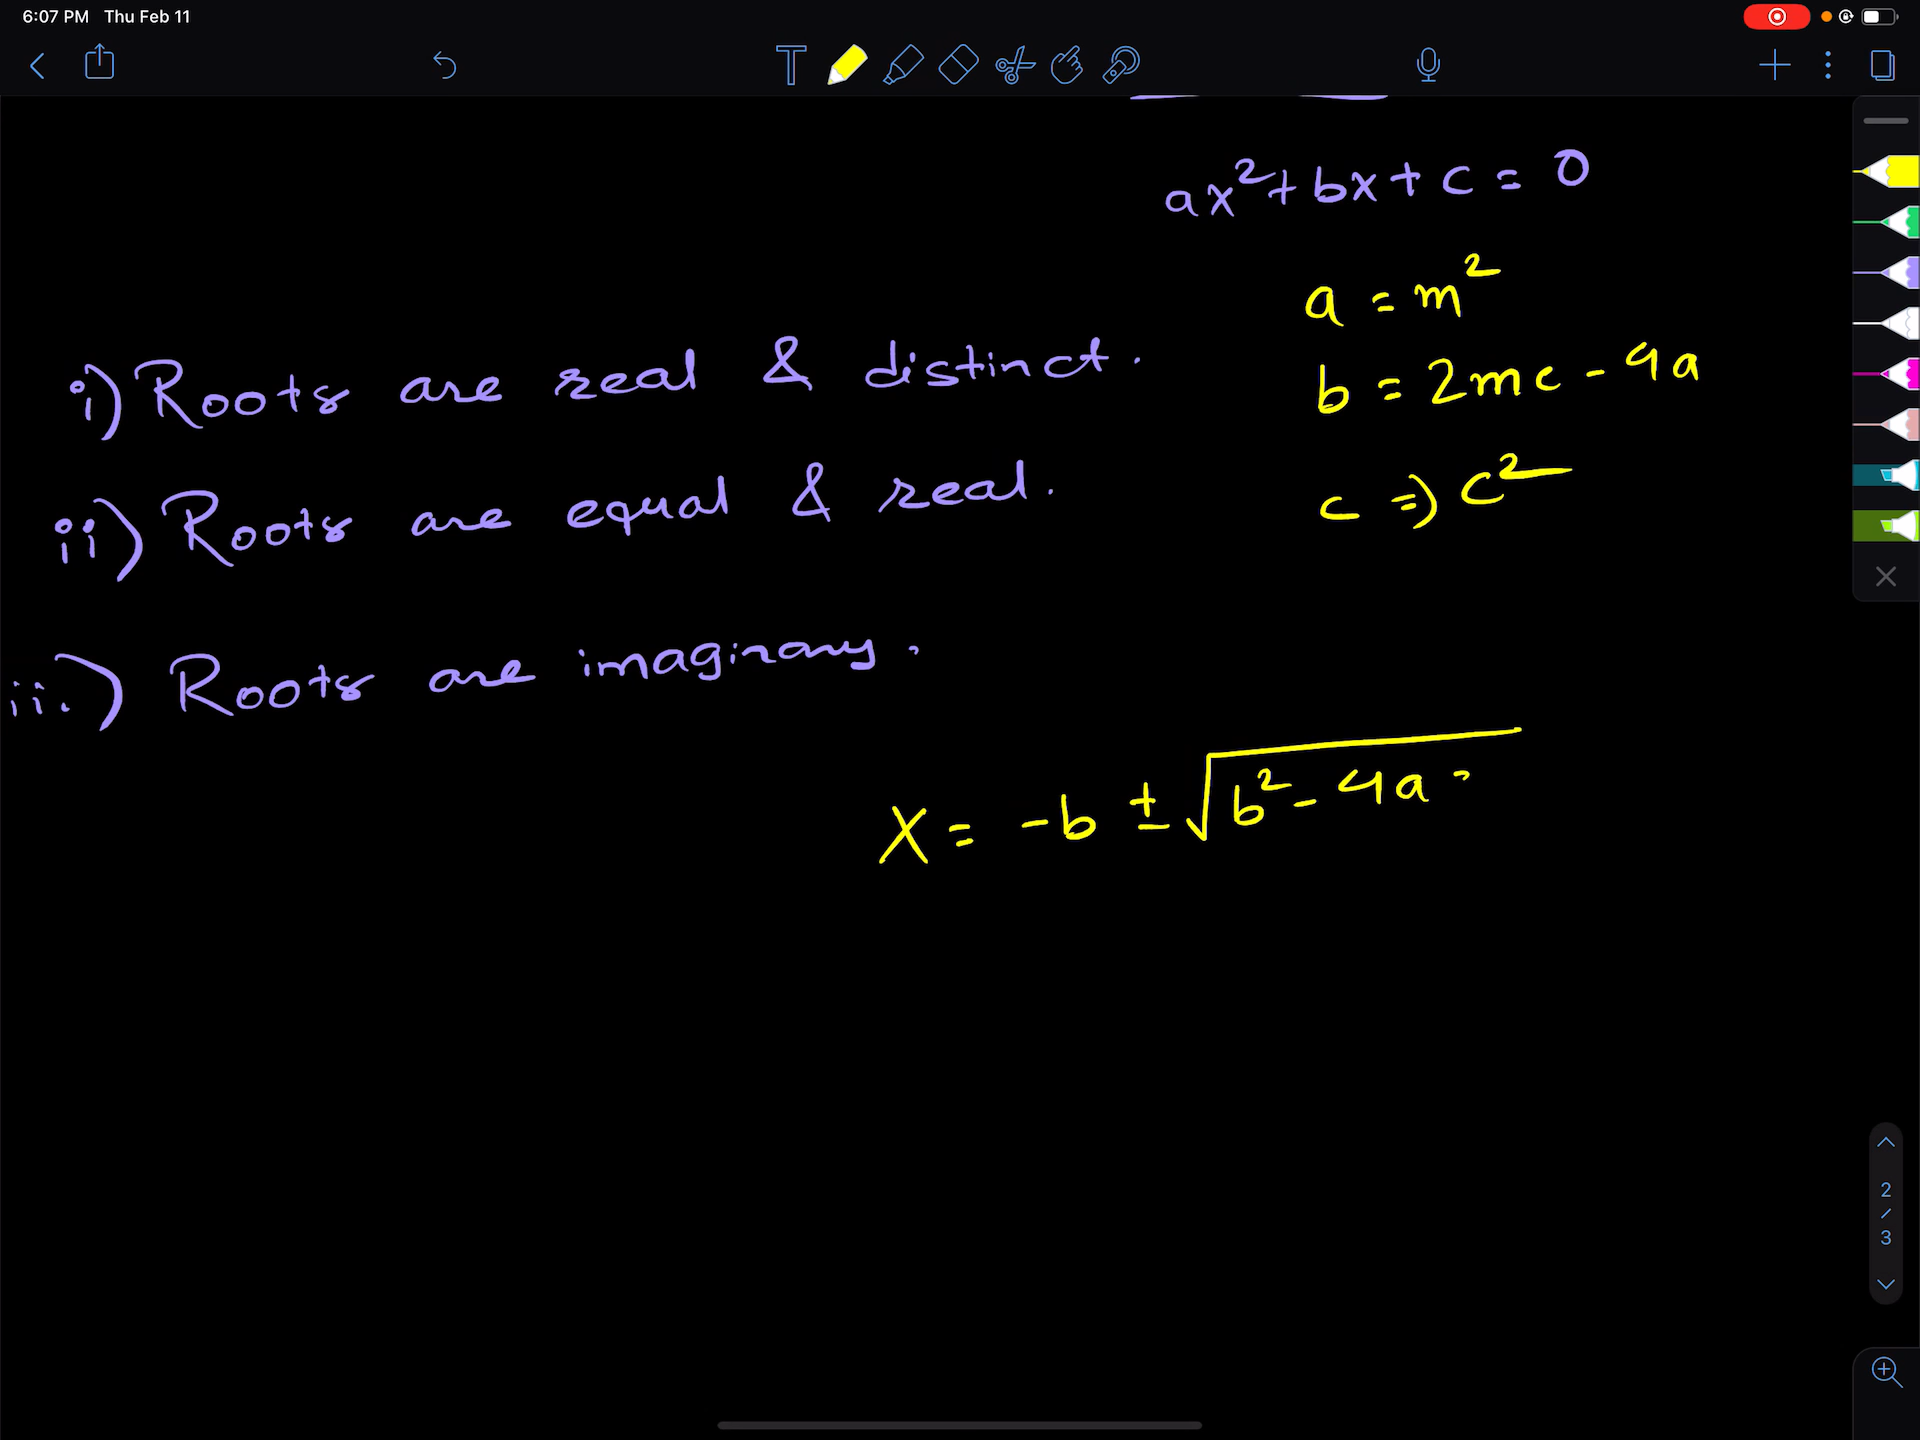 6:07 PM Thu Feb 11
ax² + bx + c = 0
a = m²
i) Roots are real & distinct.
b = 2mc - 4a
ii) Roots are equal & real.
c => c²
iii.) Roots are imaginary.
X = -b ± √b² - 4a
2
/
3